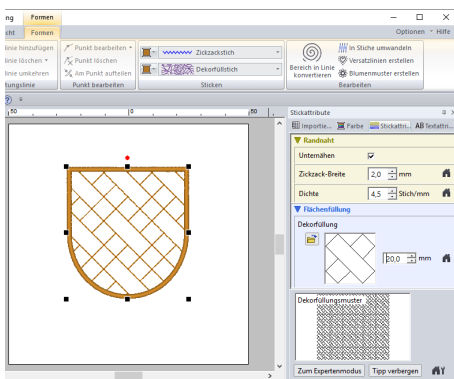 ng Formen
cht Formen Optionen Hilfe
linie hinzufügen
linie löschen
linie umkehren
tungslinie
Punkt bearbeiten
Punkt löschen
Am Punkt aufteilen
Punkt bearbeiten
Zickzackstich
Dekorfüllstich
Sticken
Bereich in Linie
konvertieren
In Stiche umwandeln
Versatzlinien erstellen
Blumenmuster erstellen
Bearbeiten
50 0 50
Stickattribute
Importie... Farbe Stickattri... AB Textattri...
Randnaht
Unternähen
Zickzack-Breite 2,0 mm
Dichte 4,5 Stich/mm
Flächenfüllung
Dekorfüllung
20,0 mm
Dekorfüllungsmuster
Zum Expertenmodus Tipp verbergen